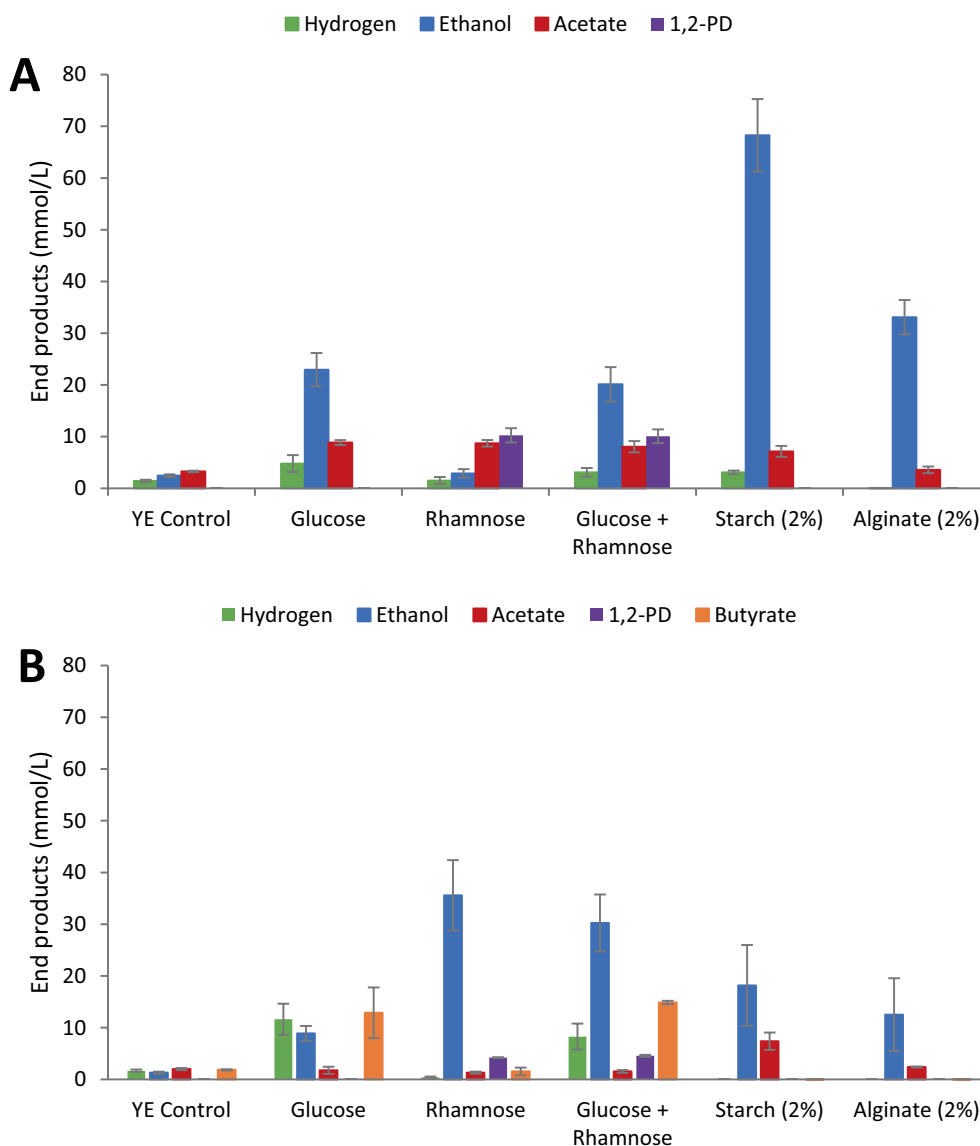 Hydrogen Ethanol Acetate 1,2-PD
A
80
70
60
50
40
30
20
10
0
End products (mmol/L)
YE Control Glucose Rhamnose Glucose + Starch (2%) Alginate (2%)
Rhamnose
Hydrogen Ethanol Acetate 1,2-PD Butyrate
B
80
70
60
50
40
30
20
10
0
End products (mmol/L)
YE Control Glucose Rhamnose Glucose + Starch (2%) Alginate (2%)
Rhamnose